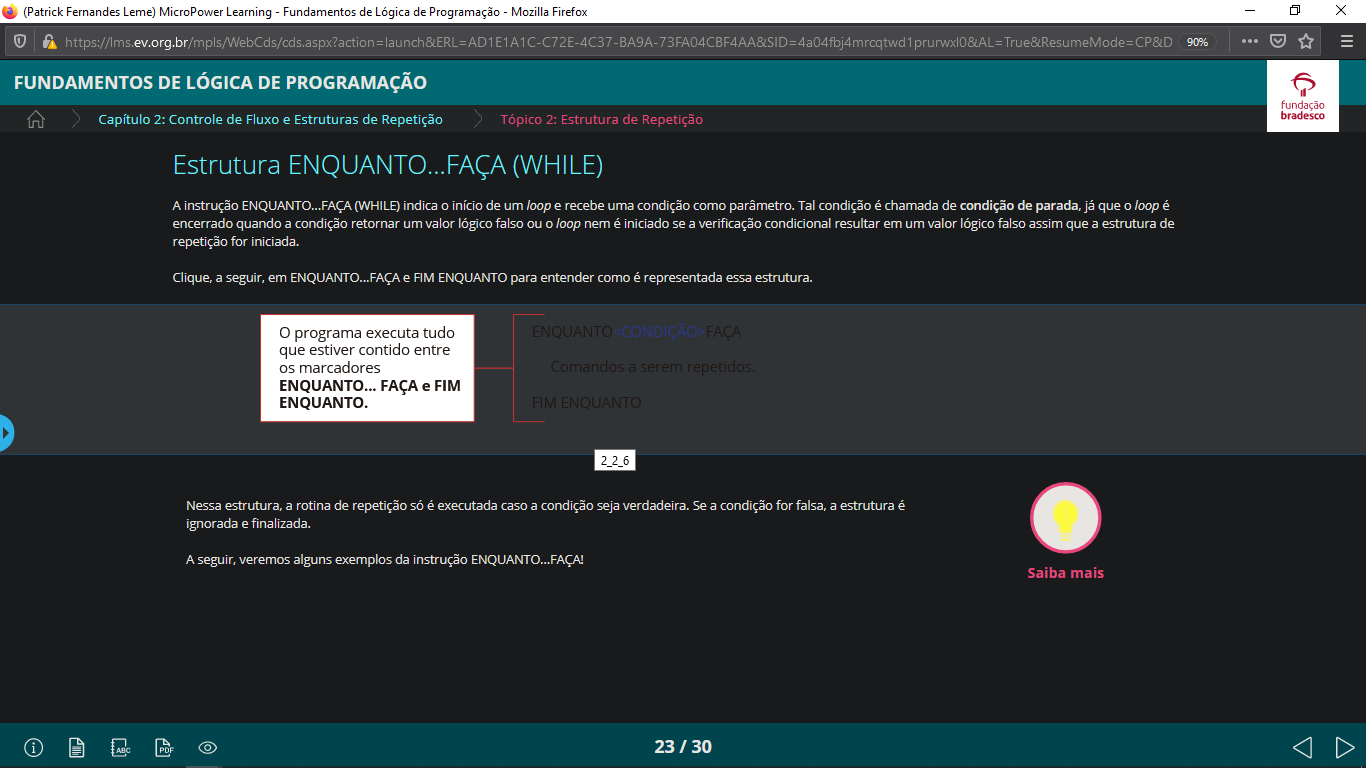 (Patrick Fernandes Leme) MicroPower Learning - Fundamentos de Lógica de Programação - Mozilla Firefox
https://lms.ev.org.br/mpls/WebCds/cds.aspx?action=launch&ERL=AD1E1A1C-C72E-4C37-BA9A-73FA04CBF4AA&SID=4a04fbj4mrcqtwd1prurwxl0&AL=True&ResumeMode=CP&D 90%
FUNDAMENTOS DE LÓGICA DE PROGRAMAÇÃO
fundação
bradesco
Capítulo 2: Controle de Fluxo e Estruturas de Repetição Tópico 2: Estrutura de Repetição
Estrutura ENQUANTO...FAÇA (WHILE)
A instrução ENQUANTO...FAÇA (WHILE) indica o início de um loop e recebe uma condição como parâmetro. Tal condição é chamada de condição de parada, já que o loop é
encerrado quando a condição retornar um valor lógico falso ou o loop nem é iniciado se a verificação condicional resultar em um valor lógico falso assim que a estrutura de
repetição for iniciada.
Clique, a seguir, em ENQUANTO...FAÇA e FIM ENQUANTO para entender como é representada essa estrutura.
O programa executa tudo
que estiver contido entre
os marcadores
ENQUANTO... FAÇA e FIM
ENQUANTO.
ENQUANTO<CONDIÇÃO>FAÇA
Comandos a serem repetidos.
FIM ENQUANTO
2_2_6
Nessa estrutura, a rotina de repetição só é executada caso a condição seja verdadeira. Se a condição for falsa, a estrutura é
ignorada e finalizada.
A seguir, veremos alguns exemplos da instrução ENQUANTO...FAÇA!
Saiba mais
ABC
PDF
23 / 30